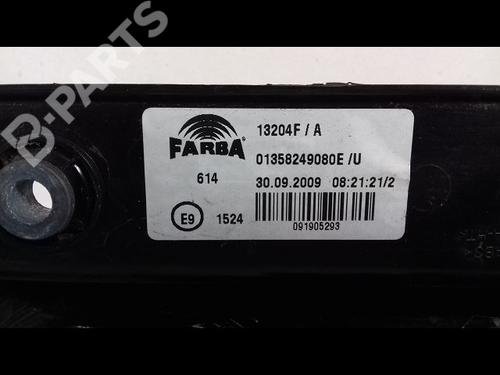 B-PARTS
FARBA
13204F / A
01358249080E /U
614
30.09.2009 08:21:21/2
E9
1524
091905293